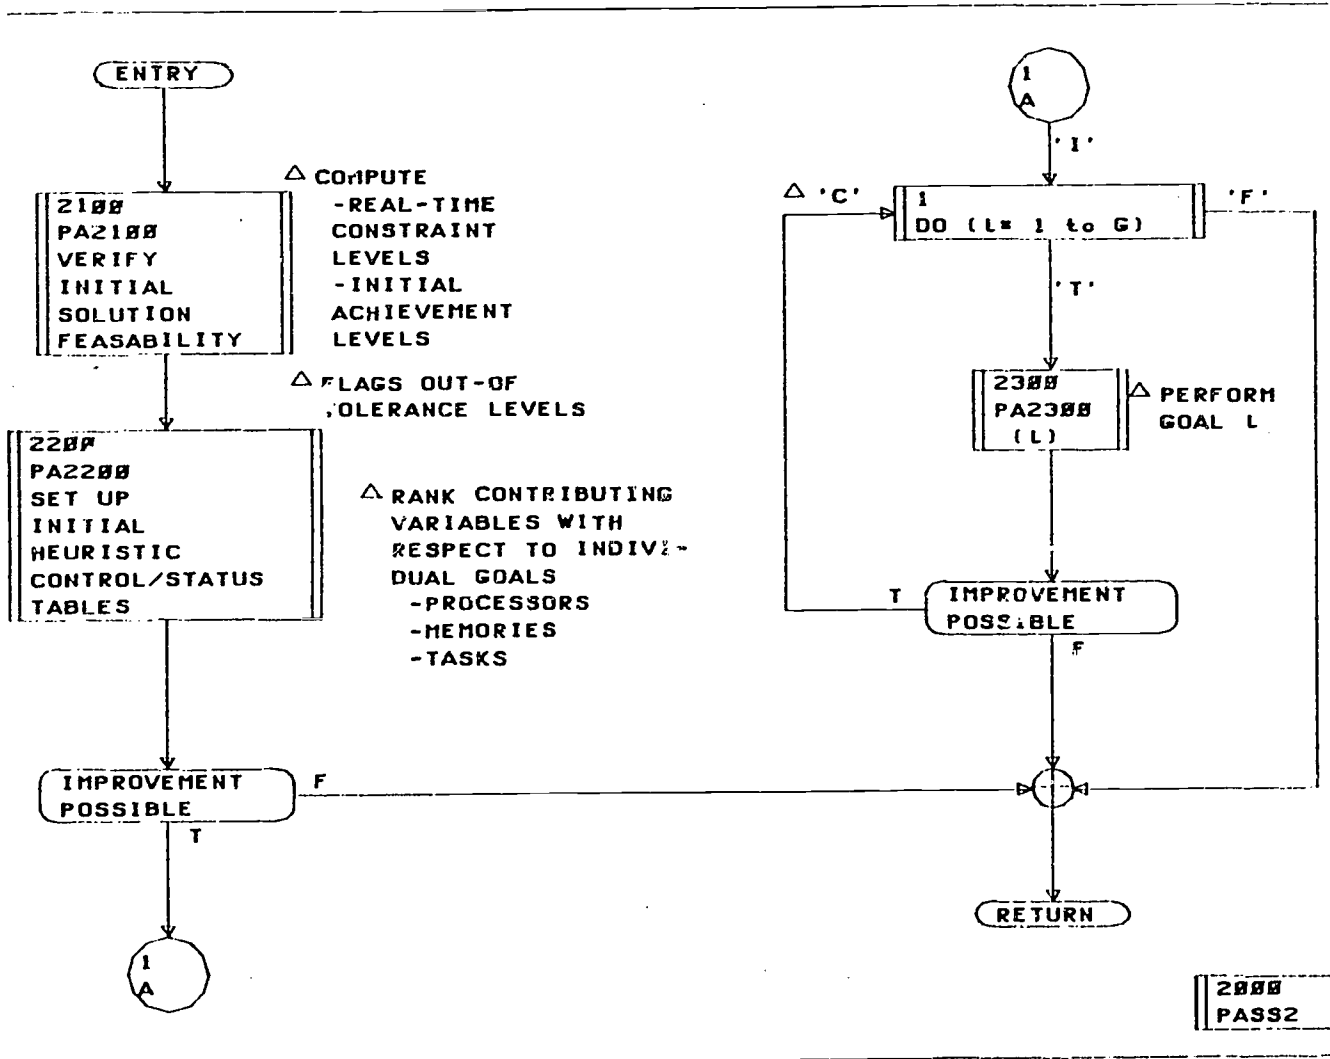 ENTRY
2100
PA2100
VERIFY
INITIAL
SOLUTION
FEASABILITY
△ COMPUTE
-REAL-TIME
CONSTRAINT
LEVELS
-INITIAL
ACHIEVEMENT
LEVELS
△ FLAGS OUT-OF
TOLERANCE LEVELS
2200
PA2200
SET UP
INITIAL
HEURISTIC
CONTROL/STATUS
TABLES
△ RANK CONTRIBUTING
VARIABLES WITH
RESPECT TO INDIVI-
DUAL GOALS
-PROCESSORS
-MEMORIES
-TASKS
IMPROVEMENT
POSSIBLE
F
T
1
A
1
A
'I'
△ 'C'
1
DO (L= 1 to G)
'F'
'T'
2300
PA2300
(L)
△ PERFORM
GOAL L
T
IMPROVEMENT
POSSIBLE
F
RETURN
2000
PASS2